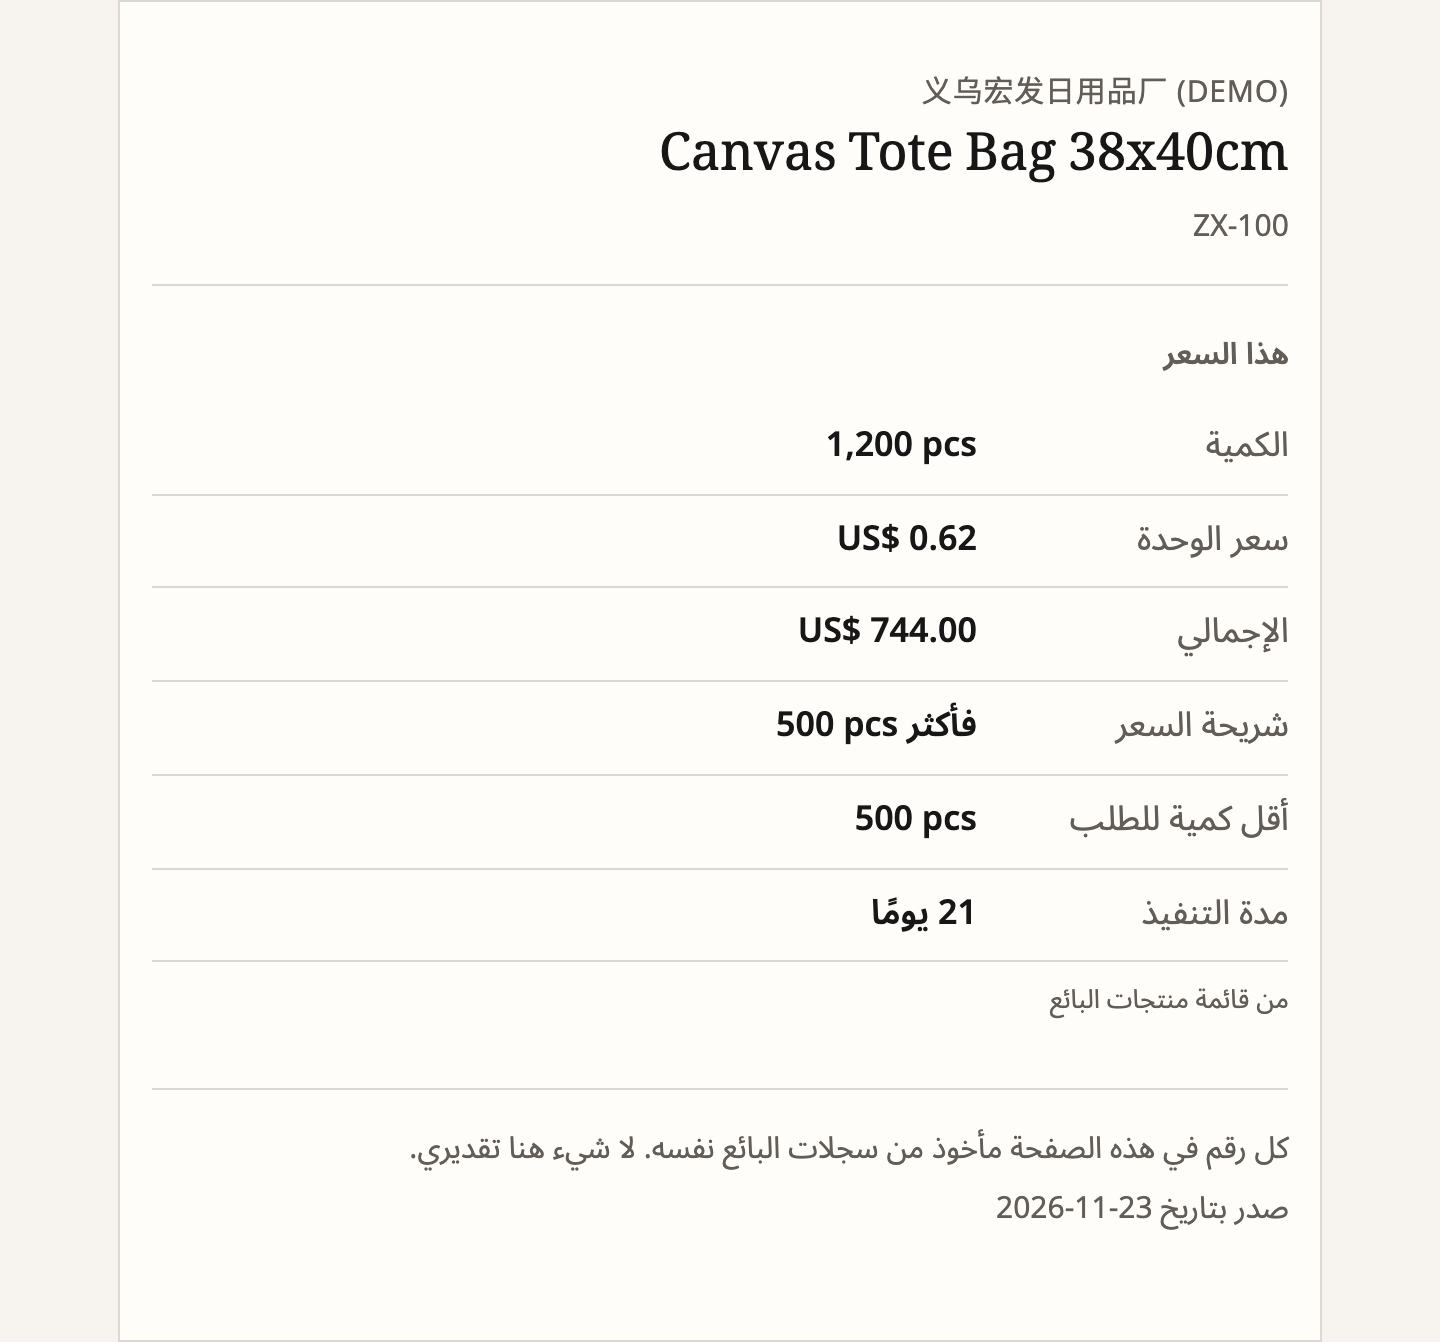 义乌宏发日用品厂 (DEMO)
Canvas Tote Bag 38x40cm
ZX-100
هذا السعر
الكمية 1,200 pcs
سعر الوحدة US$ 0.62
الإجمالي US$ 744.00
شريحة السعر 500 pcs فأكثر
أقل كمية للطلب 500 pcs
مدة التنفيذ 21 يومًا
من قائمة منتجات البائع
كل رقم في هذه الصفحة مأخوذ من سجلات البائع نفسه. لا شيء هنا تقديري.
صدر بتاريخ 2026-11-23